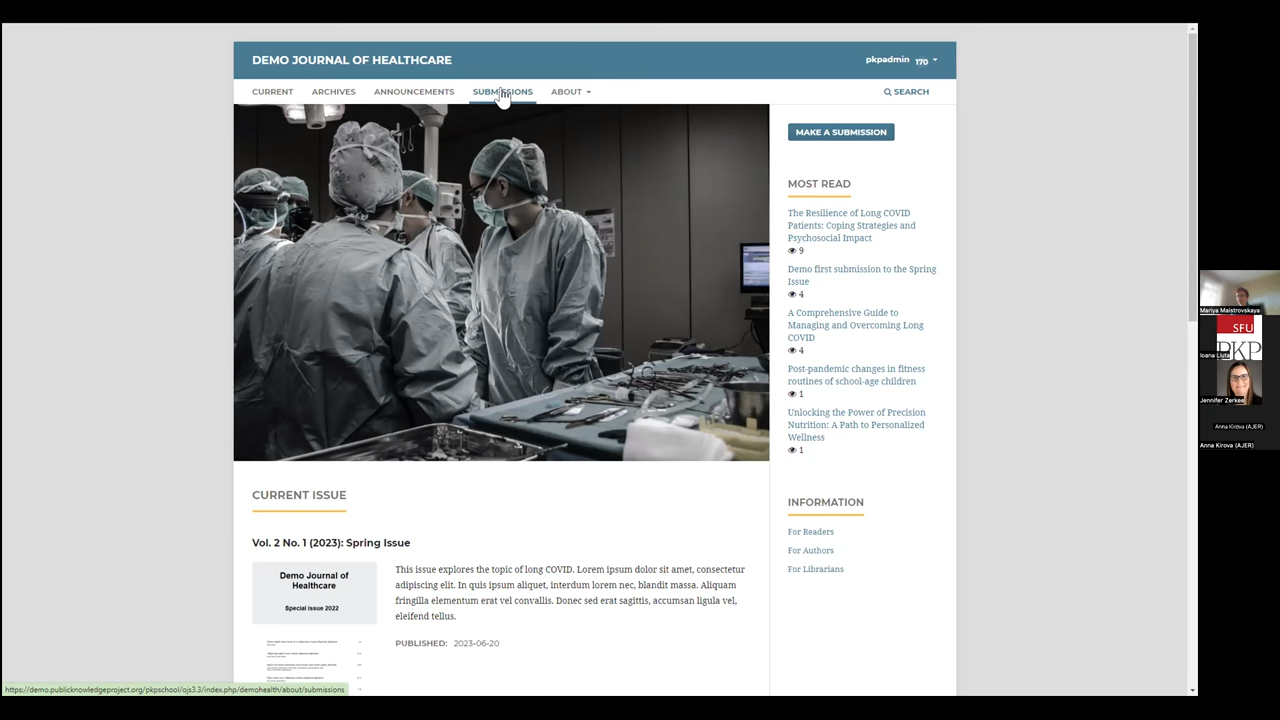 DEMO JOURNAL OF HEALTHCARE
pkpadmin 170
CURRENT ARCHIVES ANNOUNCEMENTS SUBMISSIONS ABOUT SEARCH
MAKE A SUBMISSION
MOST READ
The Resilience of Long COVID
Patients: Coping Strategies and
Psychosocial Impact
9
Demo first submission to the Spring
Issue
4
A Comprehensive Guide to
Managing and Overcoming Long
COVID
4
Post-pandemic changes in fitness
routines of school-age children
1
Unlocking the Power of Precision
Nutrition: A Path to Personalized
Wellness
1
INFORMATION
For Readers
For Authors
For Librarians
CURRENT ISSUE
Vol. 2 No. 1 (2023): Spring Issue
Demo Journal of
Healthcare
Special issue 2022
This issue explores the topic of long COVID. Lorem ipsum dolor sit amet, consectetur
adipiscing elit. In quis ipsum aliquet, interdum lorem nec, blandit massa. Aliquam
fringilla elementum erat vel convallis. Donec sed erat sagittis, accumsan ligula vel,
eleifend tellus.
PUBLISHED: 2023-06-20
https://demo.publicknowledgeproject.org/pkpschool/ojs3.3/index.php/demohealth/about/submissions
Mariya Maistrovskaya
SFU
PKP
Ioana Liuta
Jennifer Zerkee
Anna Kirova (AJER)
Anna Kirova (AJER)